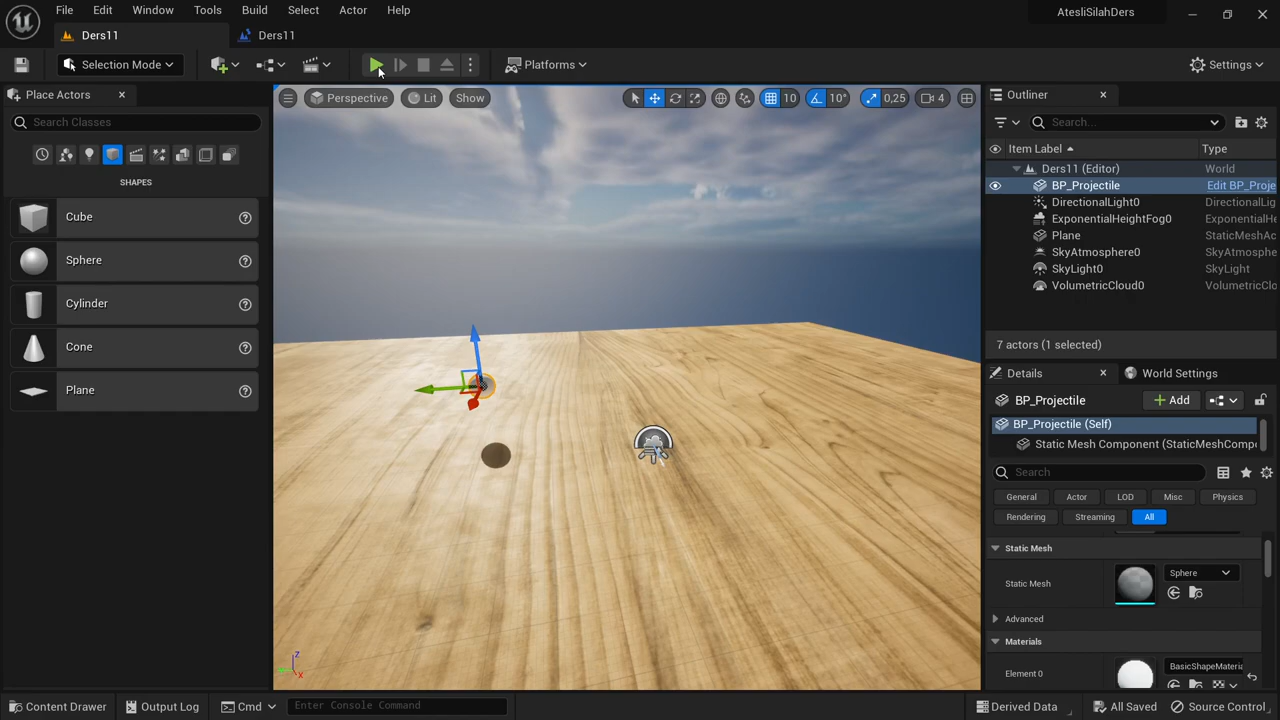 File Edit Window Tools Build Select Actor Help
AtesliSilahDers
Ders11
Ders11
Selection Mode
Platforms
Settings
Place Actors
Search Classes
SHAPES
Cube
Sphere
Cylinder
Cone
Plane
Perspective
Lit
Show
10
10°
0,25
4
Outliner
Search...
Item Label
Type
Ders11 (Editor) World
BP_Projectile Edit BP_Proje
DirectionalLight0 DirectionalLig
ExponentialHeightFog0 ExponentialHe
Plane StaticMeshAc
SkyAtmosphere0 SkyAtmosphe
SkyLight0 SkyLight
VolumetricCloud0 VolumetricClo
7 actors (1 selected)
Details
World Settings
BP_Projectile
Add
BP_Projectile (Self)
Static Mesh Component (StaticMeshCompo
Search
General Actor LOD Misc Physics
Rendering Streaming All
Static Mesh
Static Mesh
Sphere
Advanced
Materials
Element 0
BasicShapeMateria
Content Drawer
Output Log
Cmd
Enter Console Command
Derived Data
All Saved
Source Control
Z
X